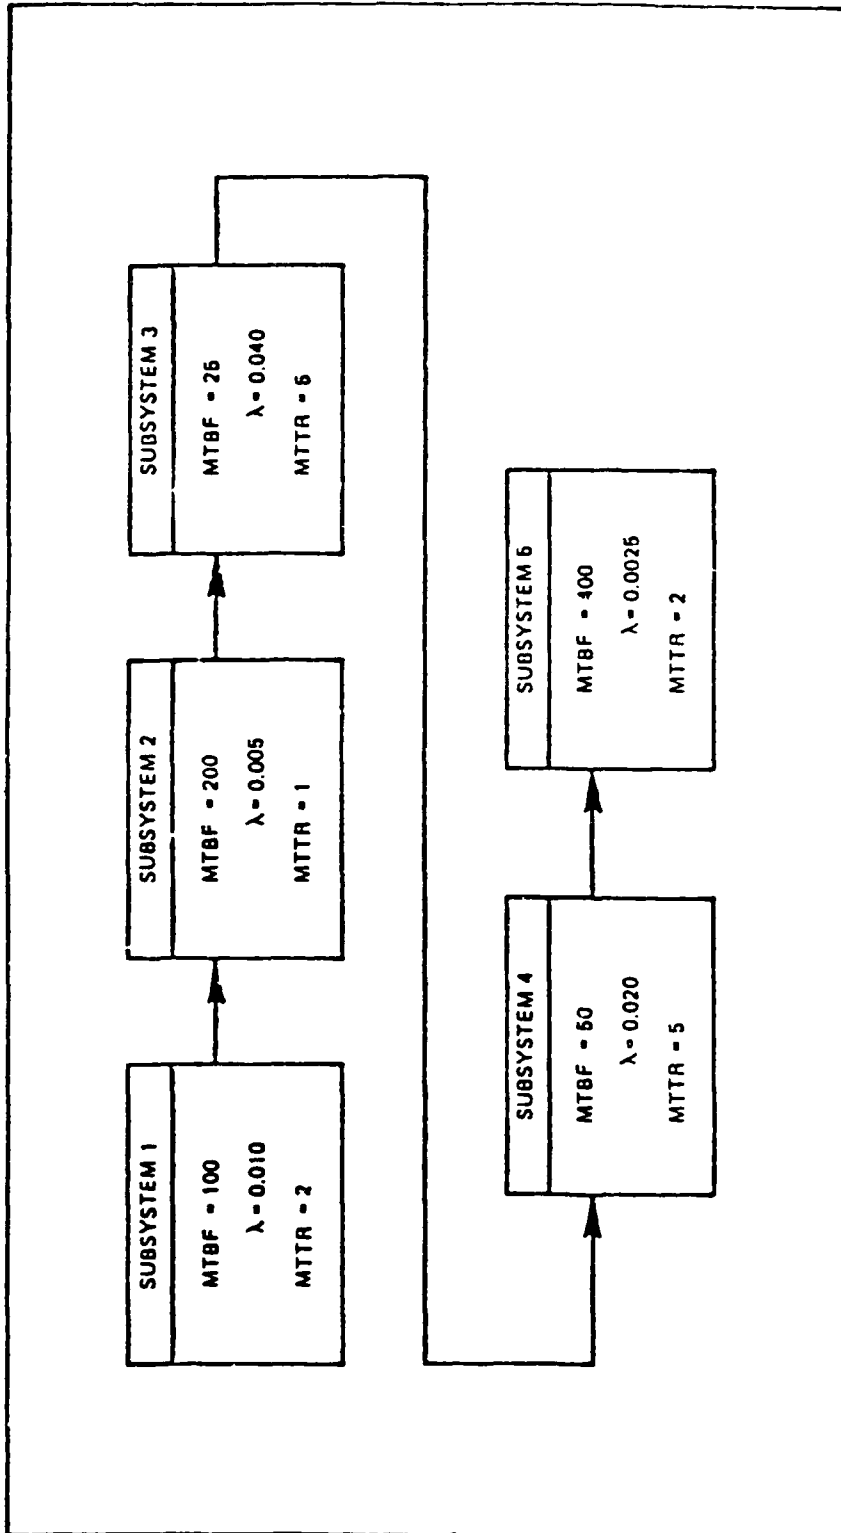 SUBSYSTEM 1
MTBF = 100
λ = 0.010
MTTR = 2
SUBSYSTEM 2
MTBF = 200
λ = 0.005
MTTR = 1
SUBSYSTEM 3
MTBF = 25
λ = 0.040
MTTR = 5
SUBSYSTEM 4
MTBF = 50
λ = 0.020
MTTR = 5
SUBSYSTEM 5
MTBF = 400
λ = 0.0025
MTTR = 2